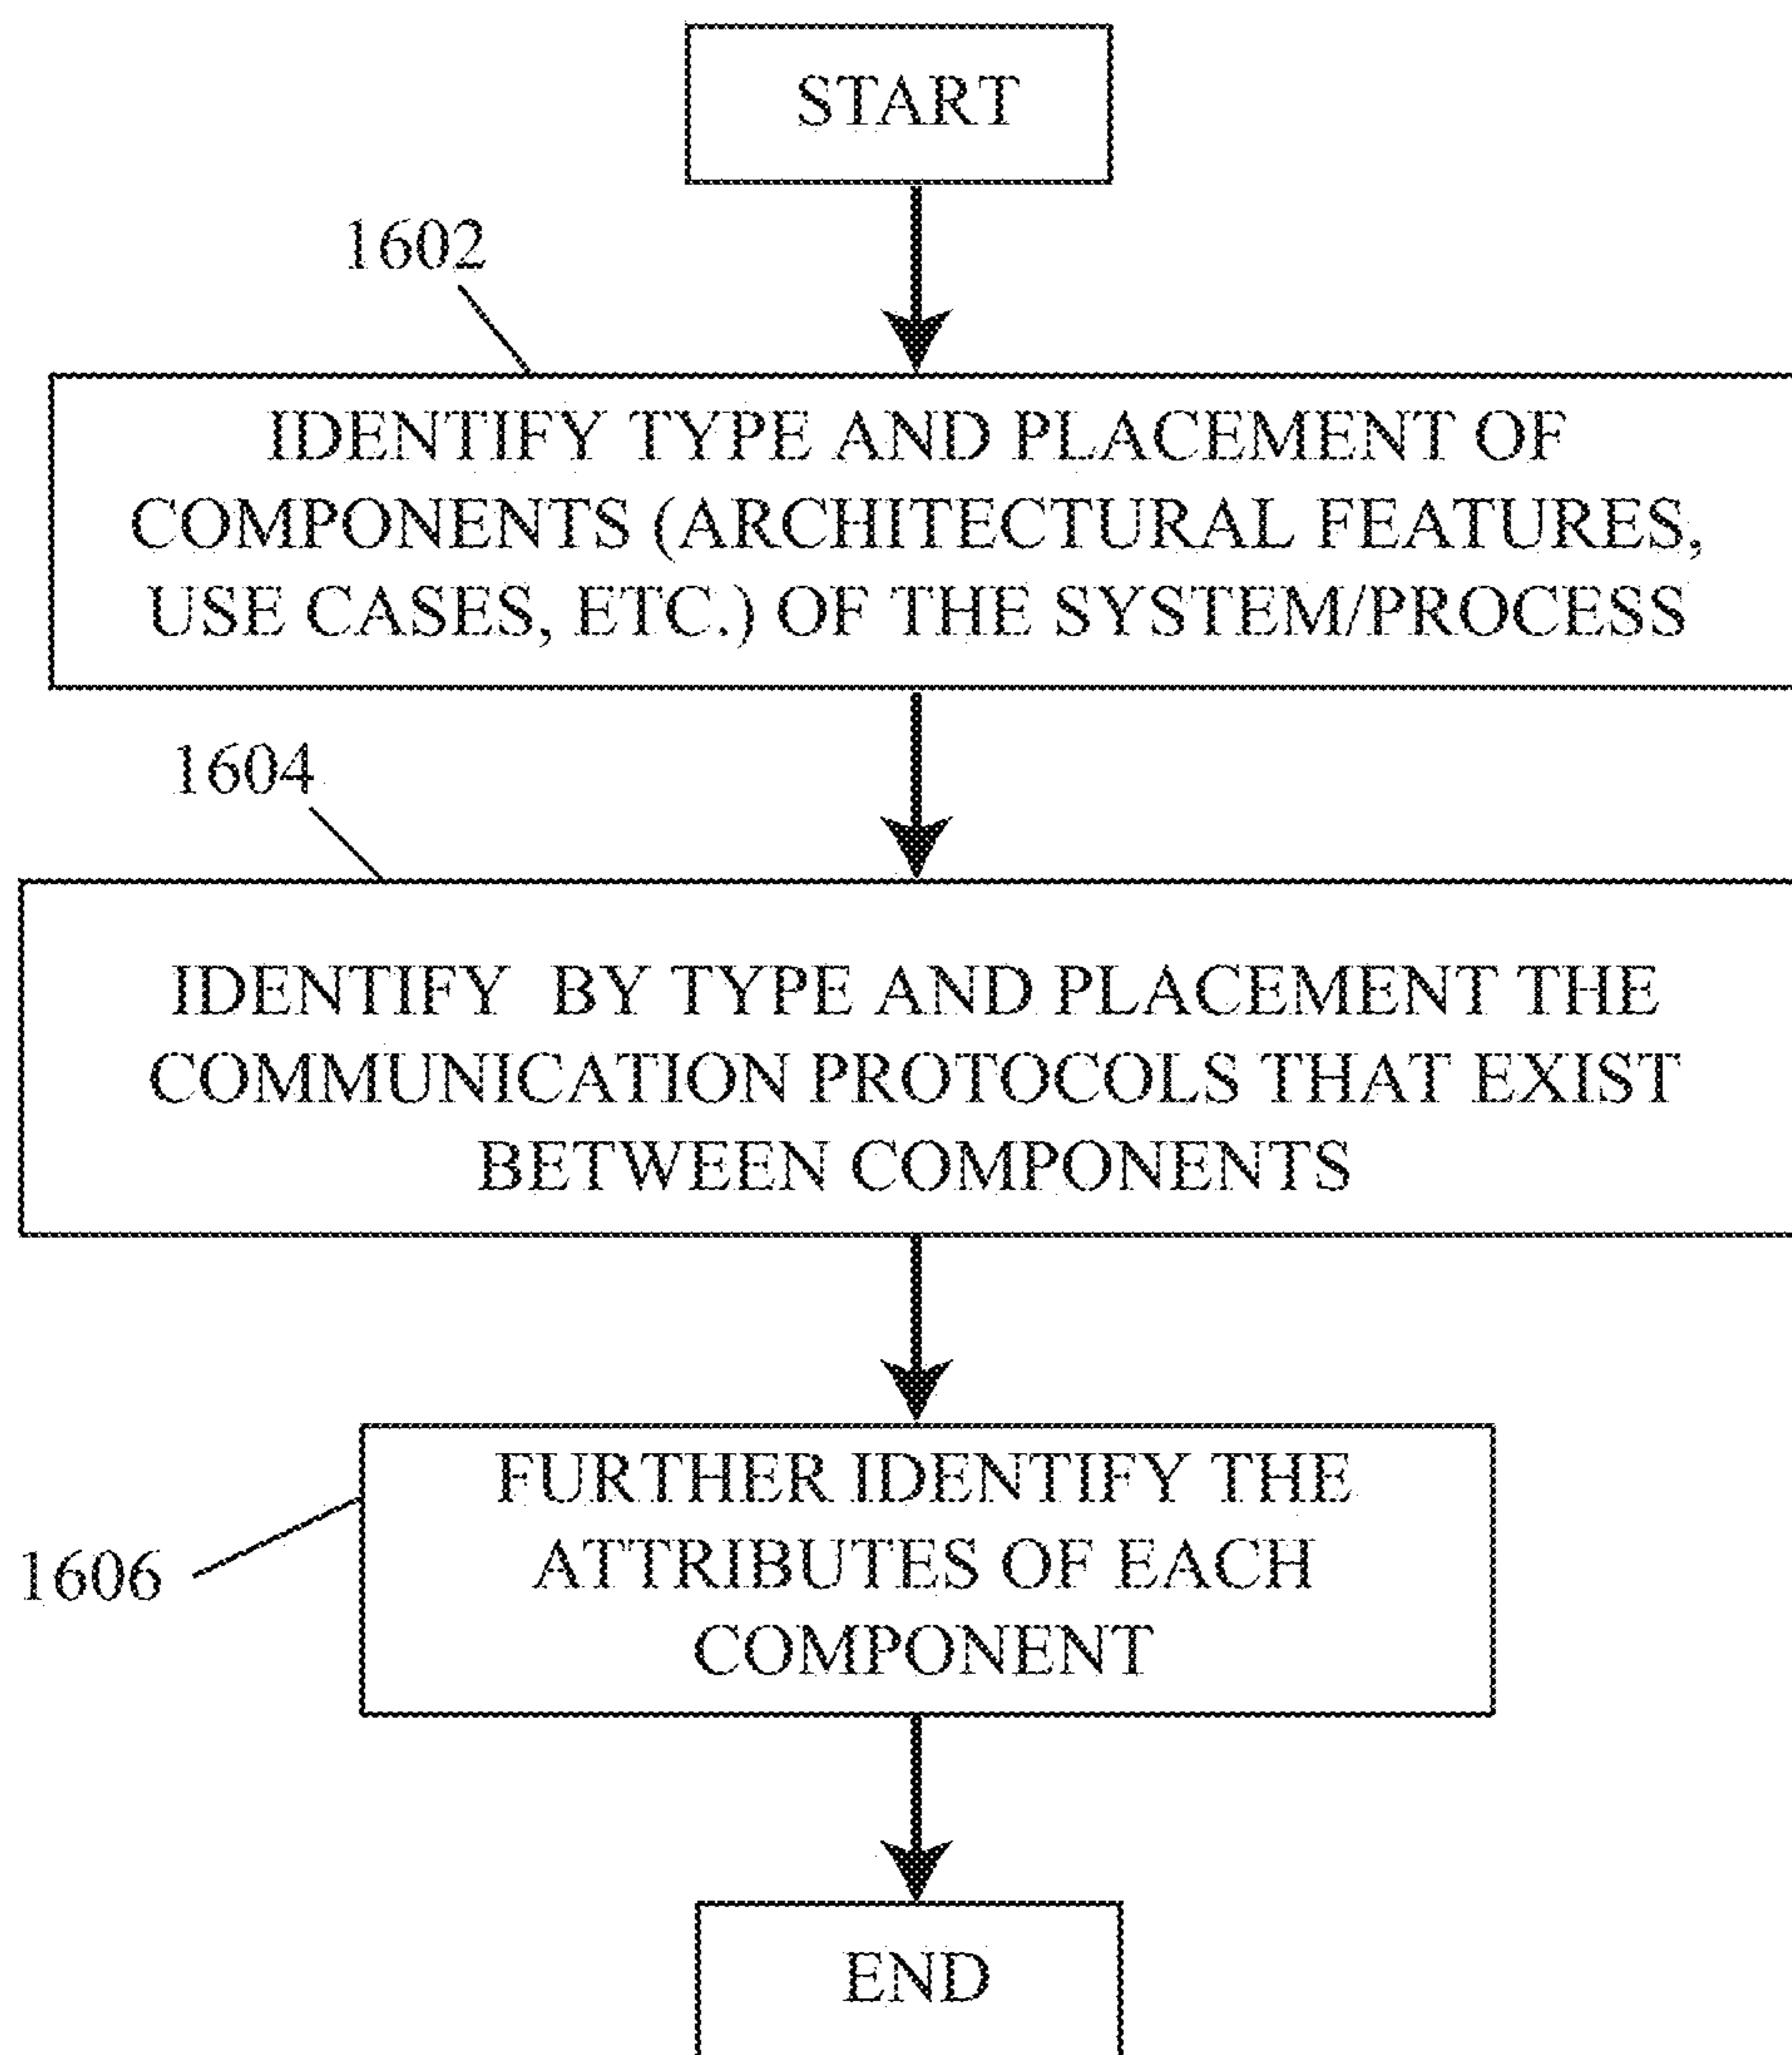 START
1602
IDENTIFY TYPE AND PLACEMENT OF
COMPONENTS (ARCHITECTURAL FEATURES,
USE CASES, ETC.) OF THE SYSTEM/PROCESS
1604
IDENTIFY BY TYPE AND PLACEMENT THE
COMMUNICATION PROTOCOLS THAT EXIST
BETWEEN COMPONENTS
FURTHER IDENTIFY THE
ATTRIBUTES OF EACH
COMPONENT
1606
END